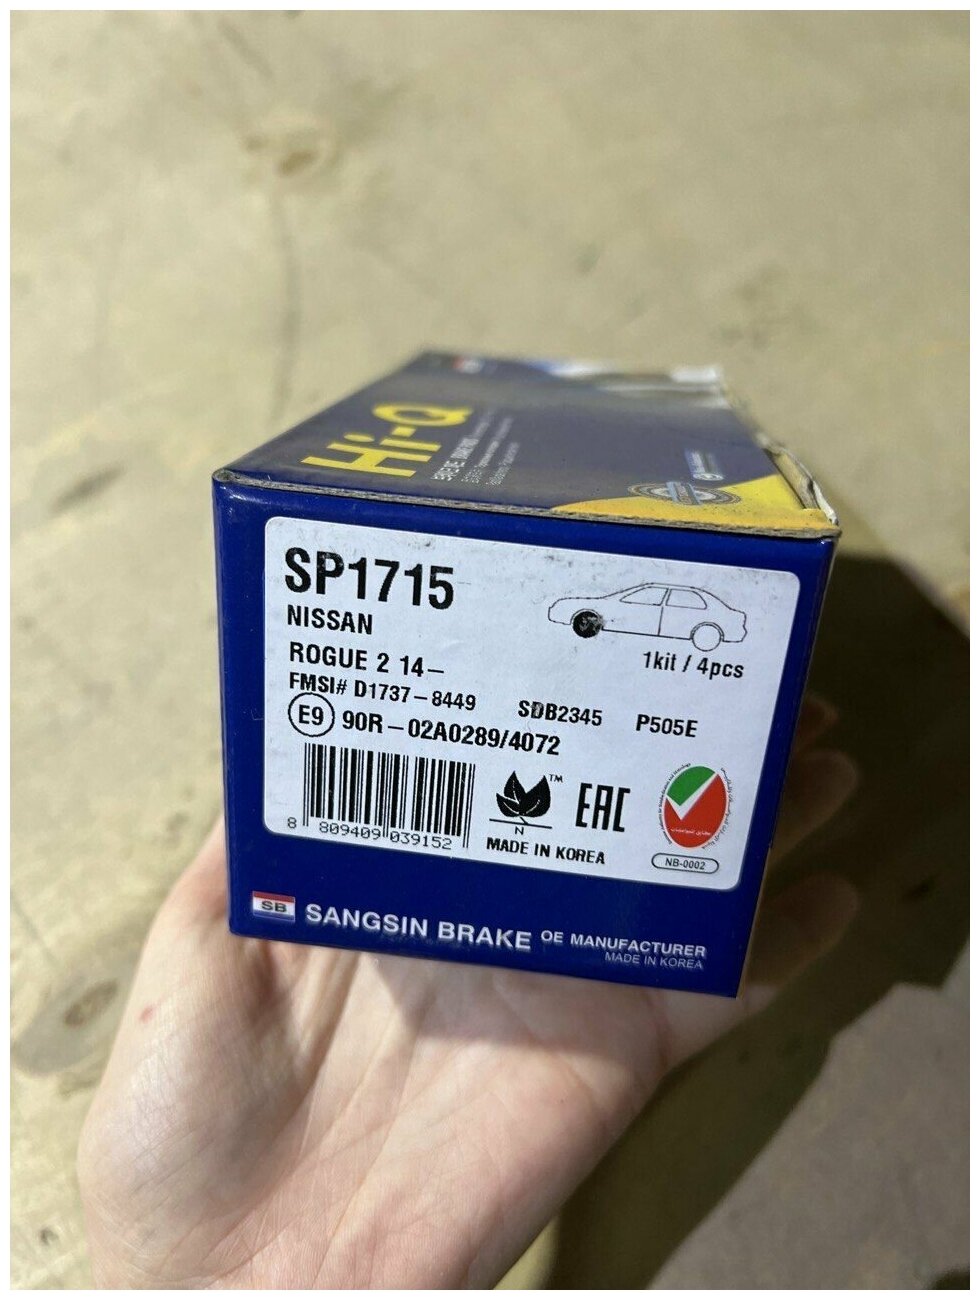 Hi-Q
SP1715
NISSAN
ROGUE 2 14-
1kit / 4pcs
FMSI# D1737-8449 SDB2345 P505E
E9 90R-02A0289/4072
8 809409 039152
N
TM
MADE IN KOREA
EAC
NB-0002
SB SANGSIN BRAKE OE MANUFACTURER
MADE IN KOREA